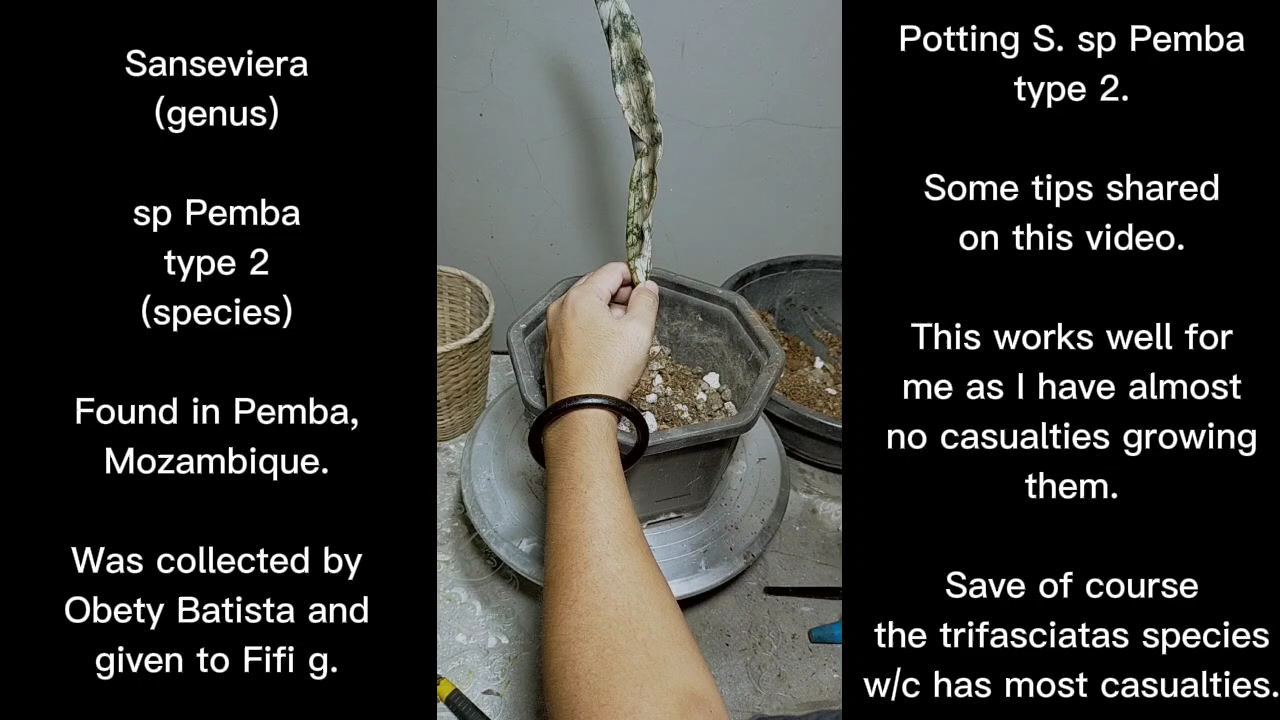 Sanseviera
(genus)
sp Pemba
type 2
(species)
Found in Pemba,
Mozambique.
Was collected by
Obety Batista and
given to Fifi g.
Potting S. sp Pemba
type 2.
Some tips shared
on this video.
This works well for
me as I have almost
no casualties growing
them.
Save of course
the trifasciatas species
w/c has most casualties.